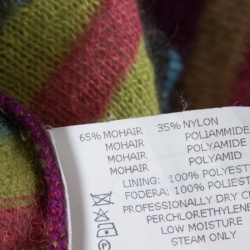 65% MOHAIR 35% NYLON
MOHAIR POLIAMMIDE
MOHAIR POLYAMIDE
MOHAIR POLYAMID
LINING: 100% POLYEST
FODERA: 100% POLIEST
PROFESSIONALLY DRY C
PERCHLORETHYLENE
LOW MOISTURE
STEAM ONLY